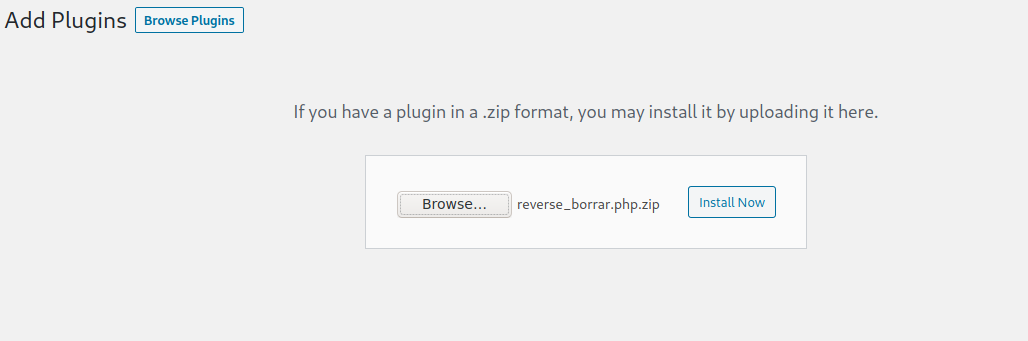 Add Plugins Browse Plugins
If you have a plugin in a .zip format, you may install it by uploading it here.
Browse... reverse_borrar.php.zip Install Now